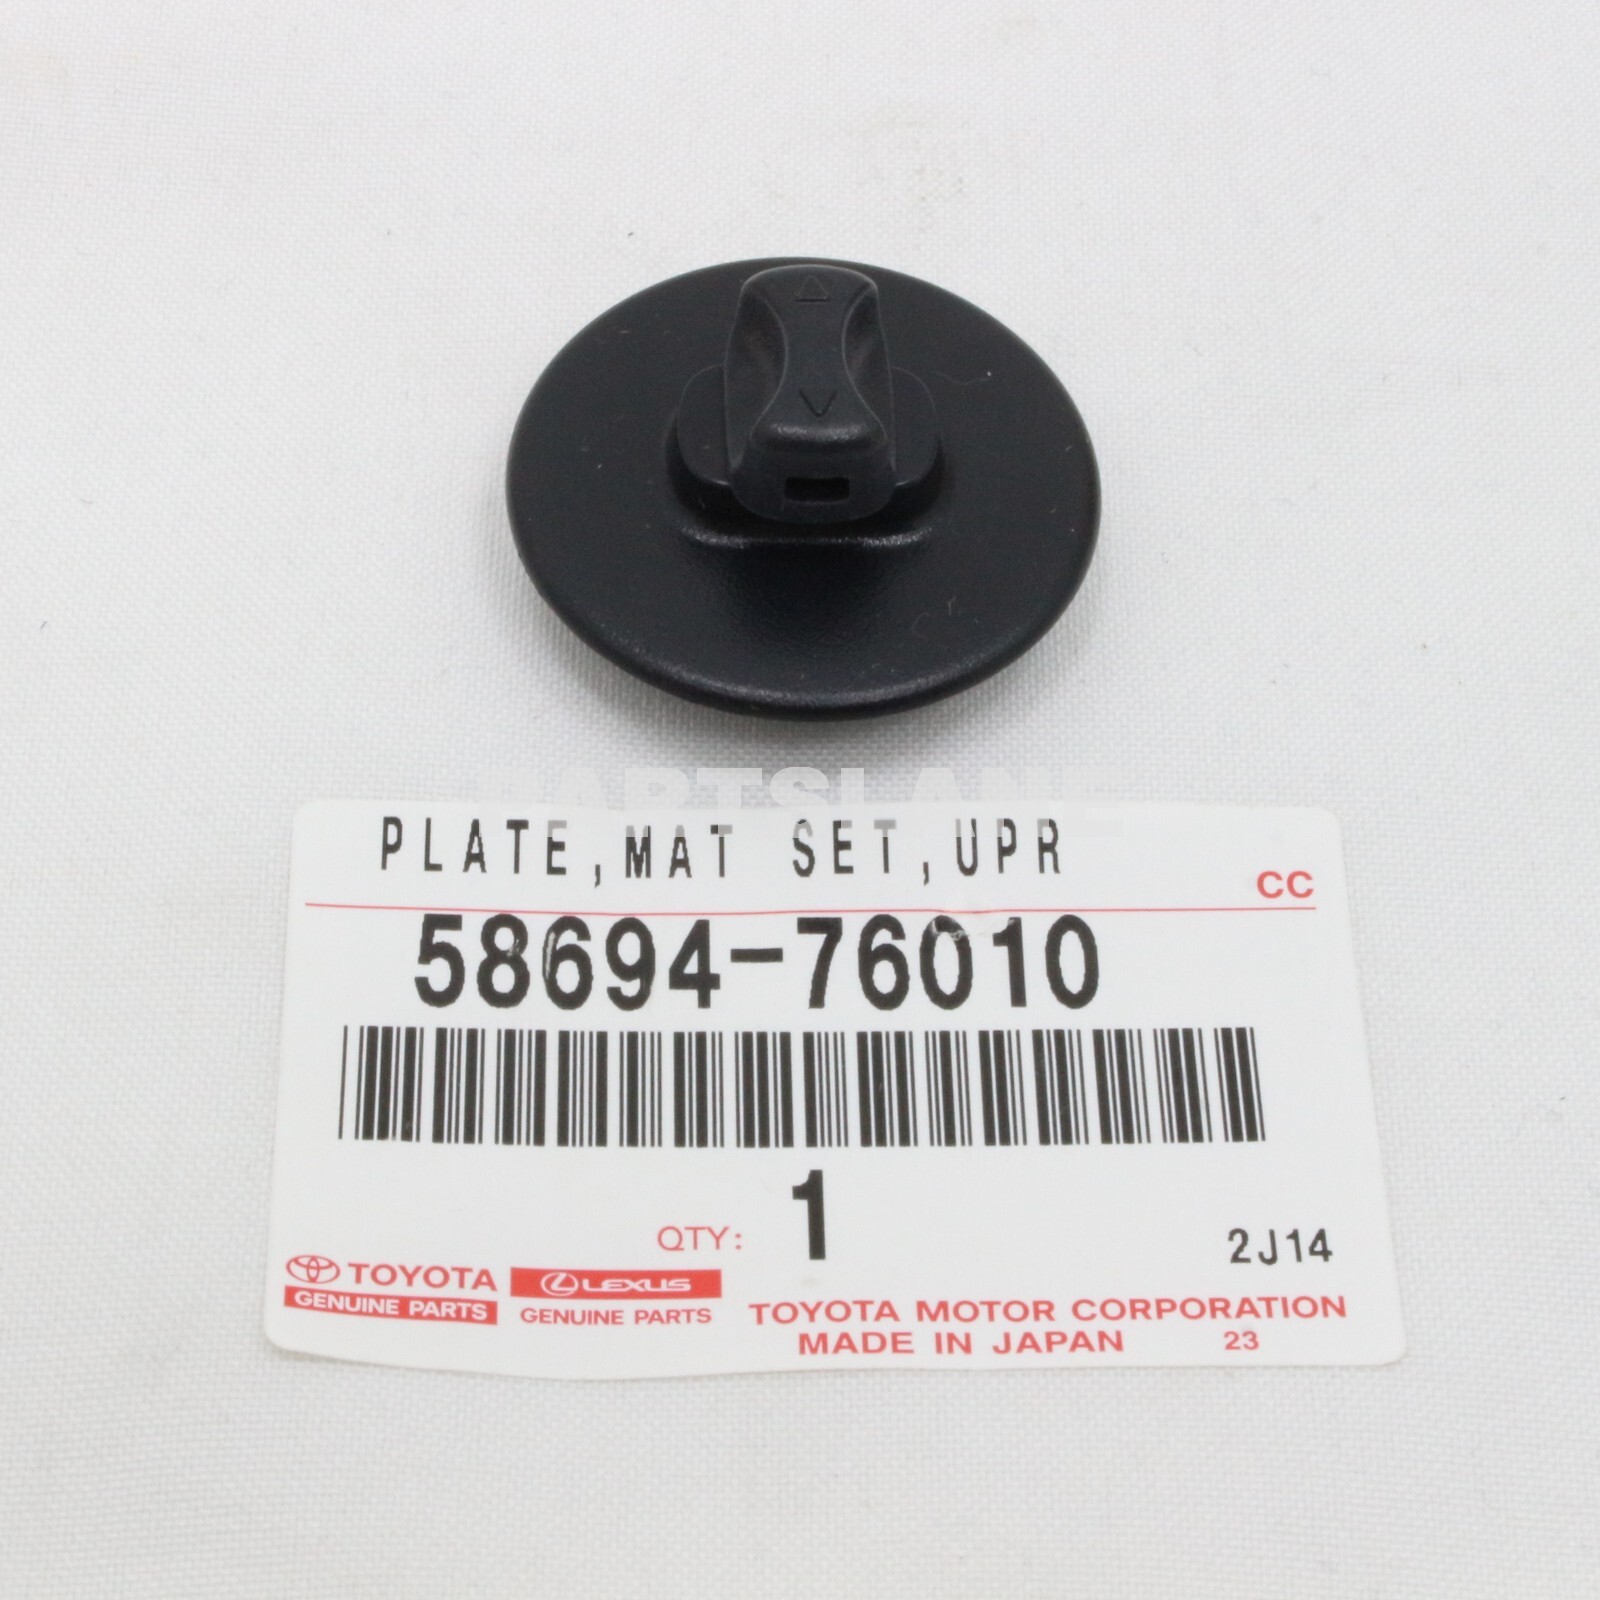 PARTSLANE
PLATE,MAT SET,UPR
CC
58694-76010
QTY: 1
2J14
TOYOTA
GENUINE PARTS
LEXUS
GENUINE PARTS
TOYOTA MOTOR CORPORATION
MADE IN JAPAN 23